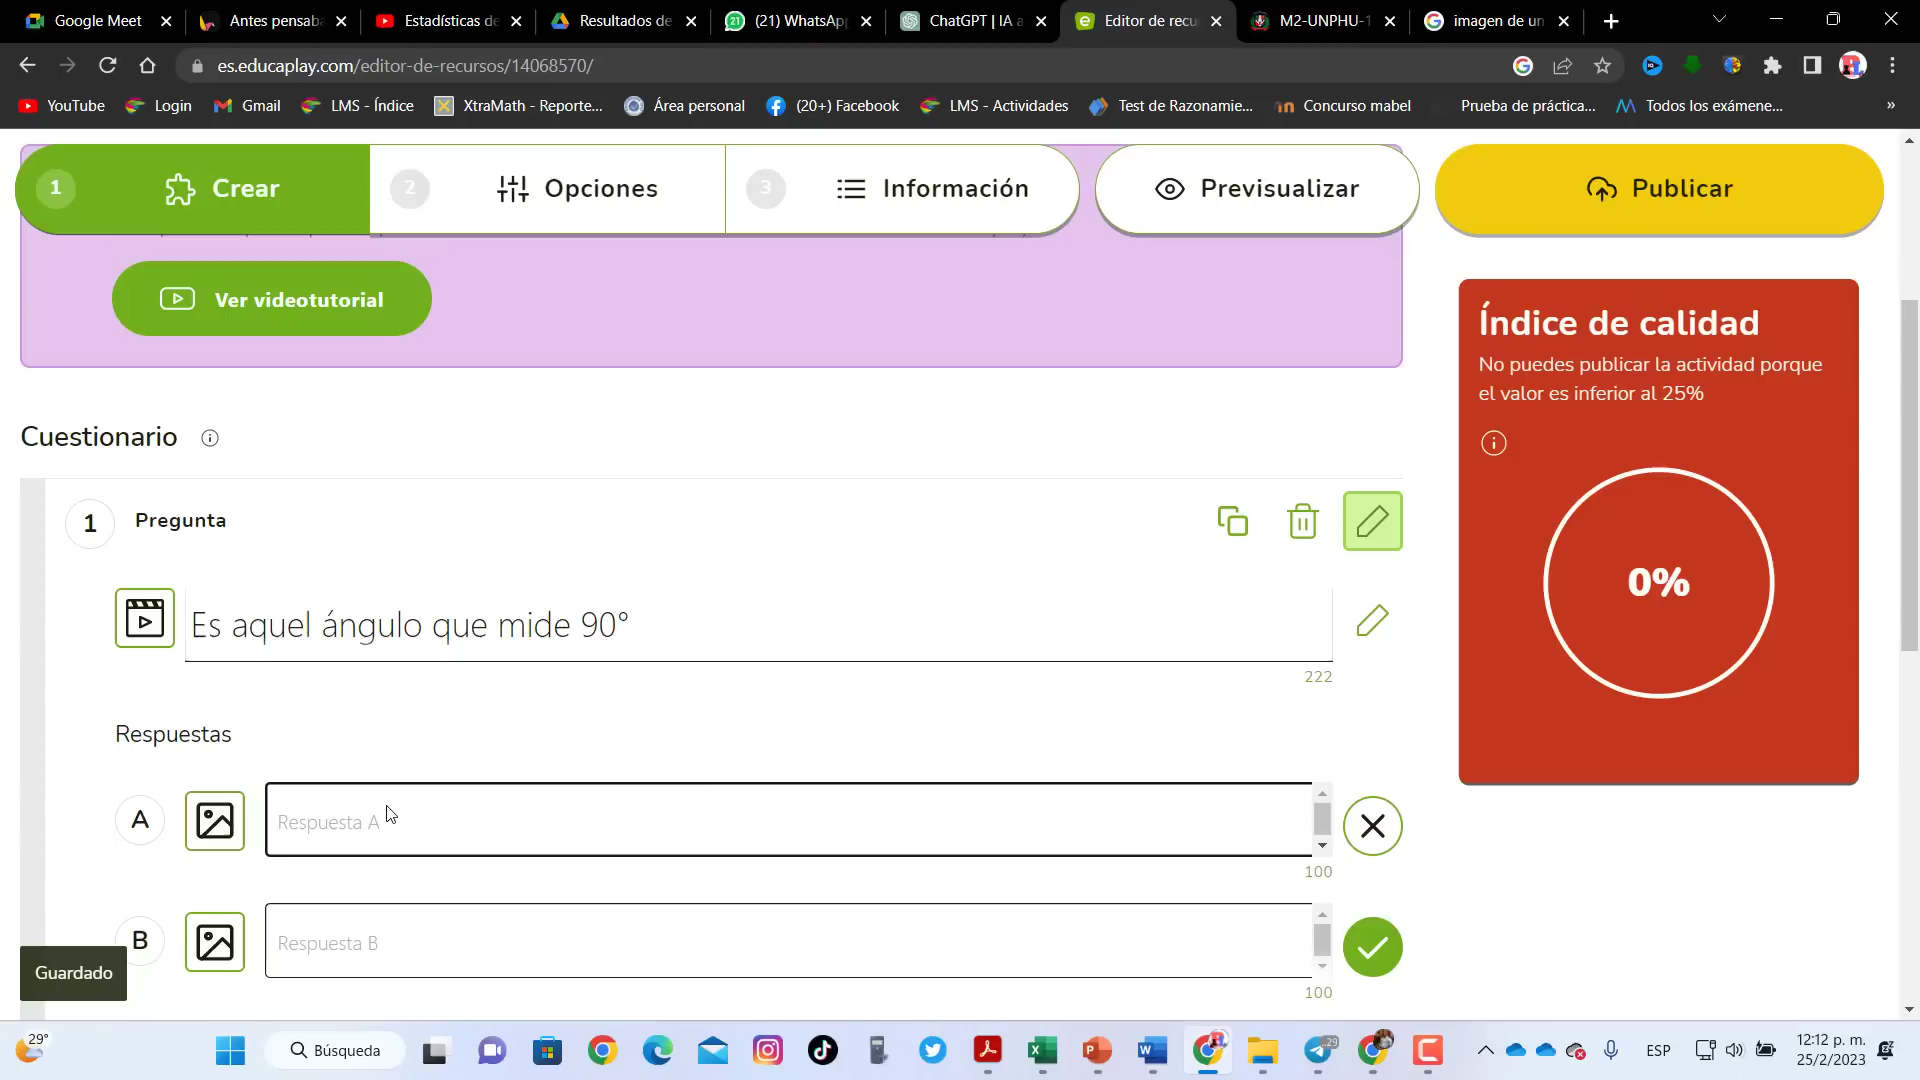 Google Meet
Antes pensaba
Estadísticas de
Resultados de
21
(21) WhatsApp
ChatGPT | IA a
Editor de recu
M2-UNPHU-1
imagen de un
es.educaplay.com/editor-de-recursos/14068570/
YouTube
Login
Gmail
LMS - Índice
XtraMath - Reporte...
Área personal
(20+) Facebook
LMS - Actividades
Test de Razonamie...
Concurso mabel
Prueba de práctica...
Todos los exámene...
»
1
Crear
2
Opciones
3
Información
Previsualizar
Publicar
Ver videotutorial
Índice de calidad
No puedes publicar la actividad porque
el valor es inferior al 25%
0%
Cuestionario
1
Pregunta
Es aquel ángulo que mide 90°
222
Respuestas
A
Respuesta A
100
B
Respuesta B
100
Guardado
29°
Búsqueda
29
ESP
12:12 p. m.
25/2/2023